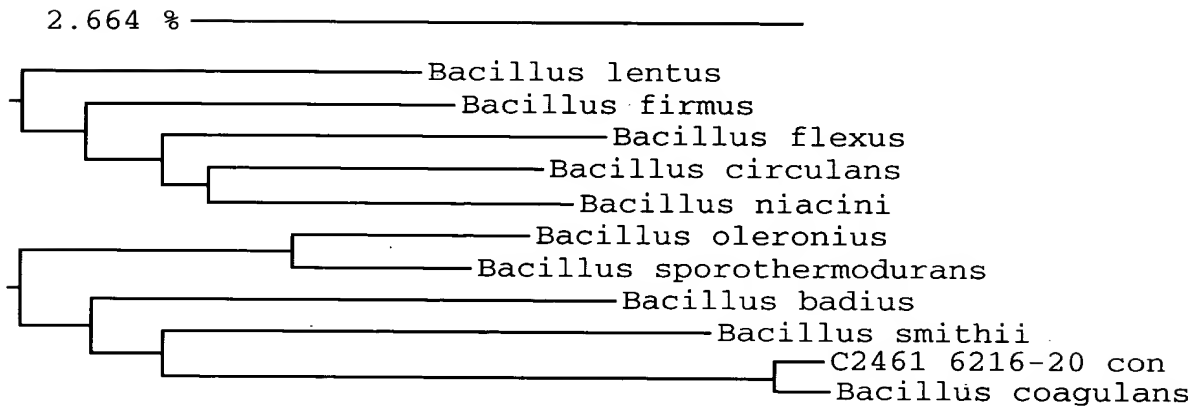 2.664 %
Bacillus lentus
Bacillus firmus
Bacillus flexus
Bacillus circulans
Bacillus niacini
Bacillus oleronius
Bacillus sporothermodurans
Bacillus badius
Bacillus smithii
C2461 6216-20 con
Bacillus coagulans